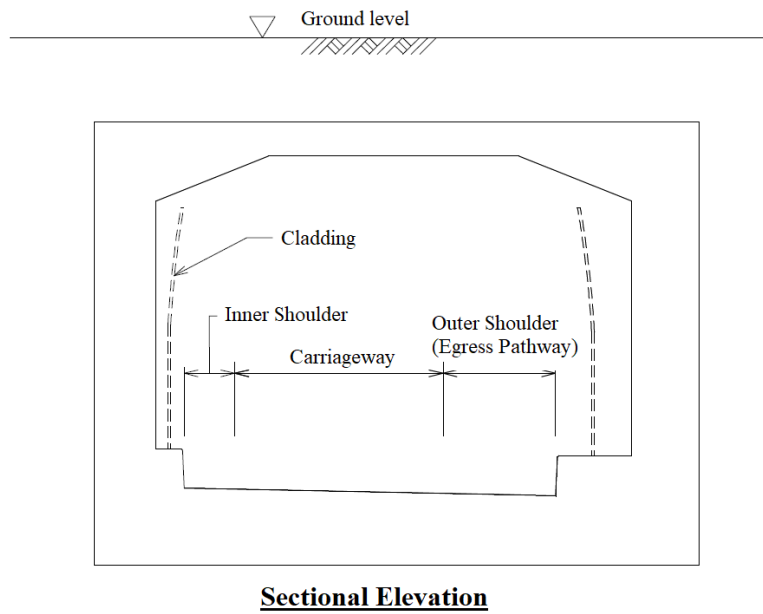 Ground level
Cladding
Inner Shoulder
Outer Shoulder
(Egress Pathway)
Carriageway
Sectional Elevation